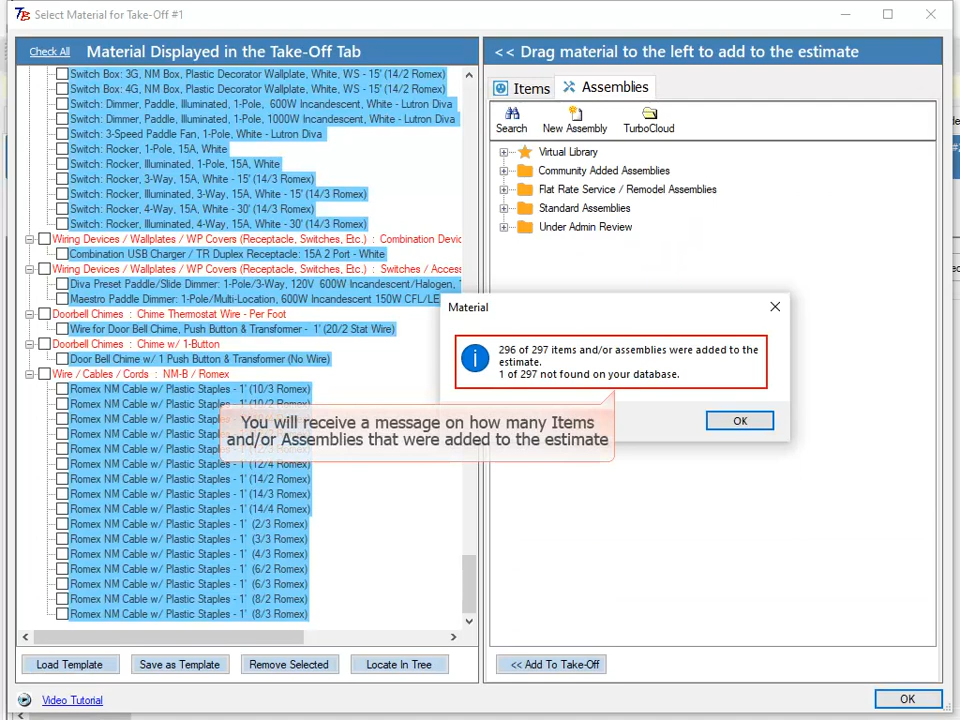 Select Material for Take-Off #1
Check All
Material Displayed in the Take-Off Tab
<< Drag material to the left to add to the estimate
Switch Box: 3G, NM Box, Plastic Decorator Wallplate, White, WS - 15' (14/2 Romex)
Switch Box: 4G, NM Box, Plastic Decorator Wallplate, White, WS - 15' (14/2 Romex)
Switch: Dimmer, Paddle, Illuminated, 1-Pole, 600W Incandescent, White - Lutron Diva
Switch: Dimmer, Paddle, Illuminated, 1-Pole, 1000W Incandescent, White - Lutron Diva
Switch: 3-Speed Paddle Fan, 1-Pole, White - Lutron Diva
Switch: Rocker, 1-Pole, 15A, White
Switch: Rocker, Illuminated, 1-Pole, 15A, White
Switch: Rocker, 3-Way, 15A, White - 15' (14/3 Romex)
Switch: Rocker, Illuminated, 3-Way, 15A, White - 15' (14/3 Romex)
Switch: Rocker, 4-Way, 15A, White - 30' (14/3 Romex)
Switch: Rocker, Illuminated, 4-Way, 15A, White - 30' (14/3 Romex)
Wiring Devices / Wallplates / WP Covers (Receptacle, Switches, Etc.) : Combination Devic
Combination USB Charger / TR Duplex Receptacle: 15A 2 Port - White
Wiring Devices / Wallplates / WP Covers (Receptacle, Switches, Etc.) : Switches / Access
Diva Preset Paddle/Slide Dimmer: 1-Pole/3-Way, 120V 600W Incandescent/Halogen,
Maestro Paddle Dimmer: 1-Pole/Multi-Location, 600W Incandescent 150W CFL/LE
Doorbell Chimes : Chime Thermostat Wire - Per Foot
Wire for Door Bell Chime, Push Button & Transformer - 1' (20/2 Stat Wire)
Doorbell Chimes : Chime w/ 1-Button
Door Bell Chime w/ 1 Push Button & Transformer (No Wire)
Wire / Cables / Cords : NM-B / Romex
Romex NM Cable w/ Plastic Staples - 1' (10/3 Romex)
Romex NM Cable w/ Plastic Staples - 1' (14/2 Romex)
Romex NM Cable w/ Plastic Staples - 1' (14/3 Romex)
Romex NM Cable w/ Plastic Staples - 1' (14/4 Romex)
Romex NM Cable w/ Plastic Staples - 1' (2/3 Romex)
Romex NM Cable w/ Plastic Staples - 1' (3/3 Romex)
Romex NM Cable w/ Plastic Staples - 1' (4/3 Romex)
Romex NM Cable w/ Plastic Staples - 1' (6/2 Romex)
Romex NM Cable w/ Plastic Staples - 1' (6/3 Romex)
Romex NM Cable w/ Plastic Staples - 1' (8/2 Romex)
Romex NM Cable w/ Plastic Staples - 1' (8/3 Romex)
Load Template
Save as Template
Remove Selected
Locate In Tree
Items
Assemblies
Search
New Assembly
TurboCloud
Virtual Library
Community Added Assemblies
Flat Rate Service / Remodel Assemblies
Standard Assemblies
Under Admin Review
Material
296 of 297 items and/or assemblies were added to the
estimate.
1 of 297 not found on your database.
OK
You will receive a message on how many Items
and/or Assemblies that were added to the estimate
<< Add To Take-Off
Video Tutorial
OK